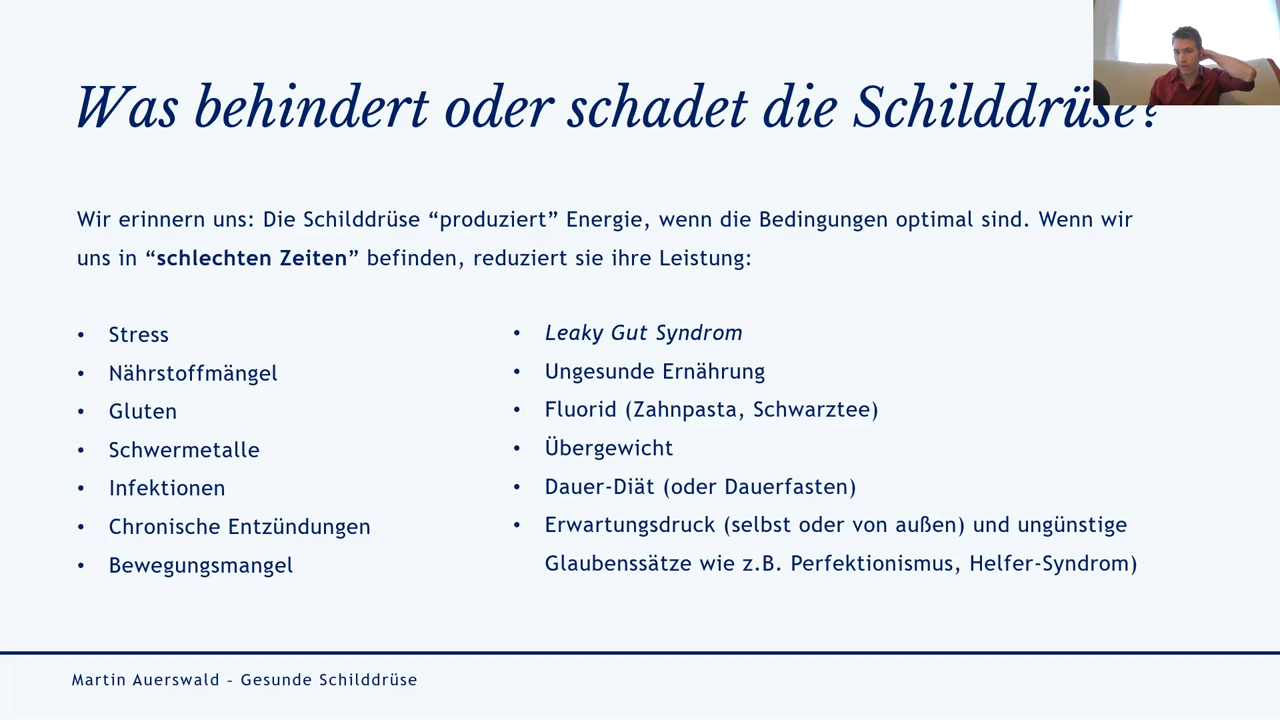 Was behindert oder schadet die Schilddrüse?
Wir erinnern uns: Die Schilddrüse “produziert” Energie, wenn die Bedingungen optimal sind. Wenn wir
uns in “schlechten Zeiten” befinden, reduziert sie ihre Leistung:
• Stress
• Nährstoffmängel
• Gluten
• Schwermetalle
• Infektionen
• Chronische Entzündungen
• Bewegungsmangel
• Leaky Gut Syndrom
• Ungesunde Ernährung
• Fluorid (Zahnpasta, Schwarztee)
• Übergewicht
• Dauer-Diät (oder Dauerfasten)
• Erwartungsdruck (selbst oder von außen) und ungünstige
Glaubenssätze wie z.B. Perfektionismus, Helfer-Syndrom)
Martin Auerswald - Gesunde Schilddrüse